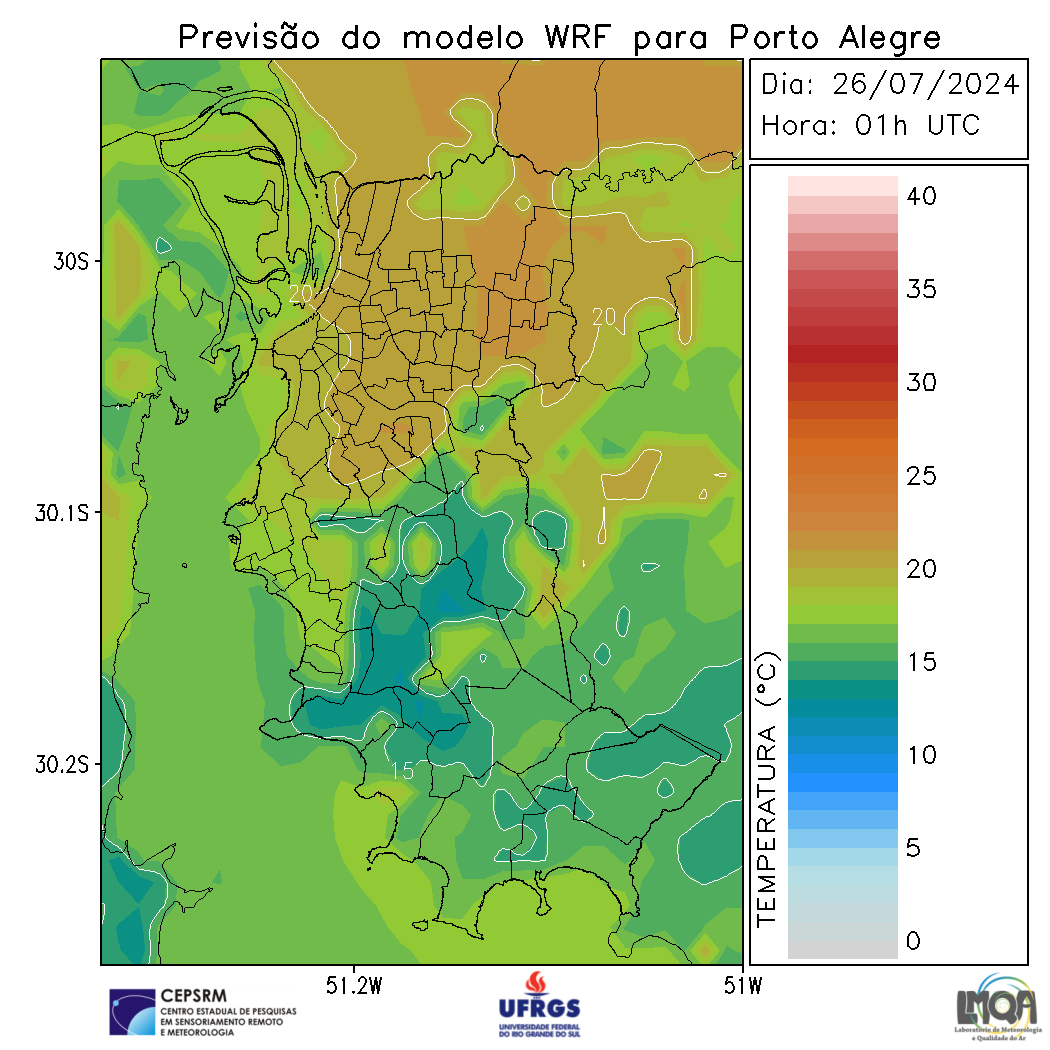 Previsão do modelo WRF para Porto Alegre
Dia: 26/07/2024
Hora: 01h UTC
40
35
30
25
20
15
10
5
0
TEMPERATURA (°C)
30S
30.1S
30.2S
51.2W
51W
20
20
15
CEPSRM
CENTRO ESTADUAL DE PESQUISAS
EM SENSORIAMENTO REMOTO
E METEOROLOGIA
UFRGS
UNIVERSIDADE FEDERAL
DO RIO GRANDE DO SUL
LMQA
Laboratório de Meteorologia
e Qualidade do Ar